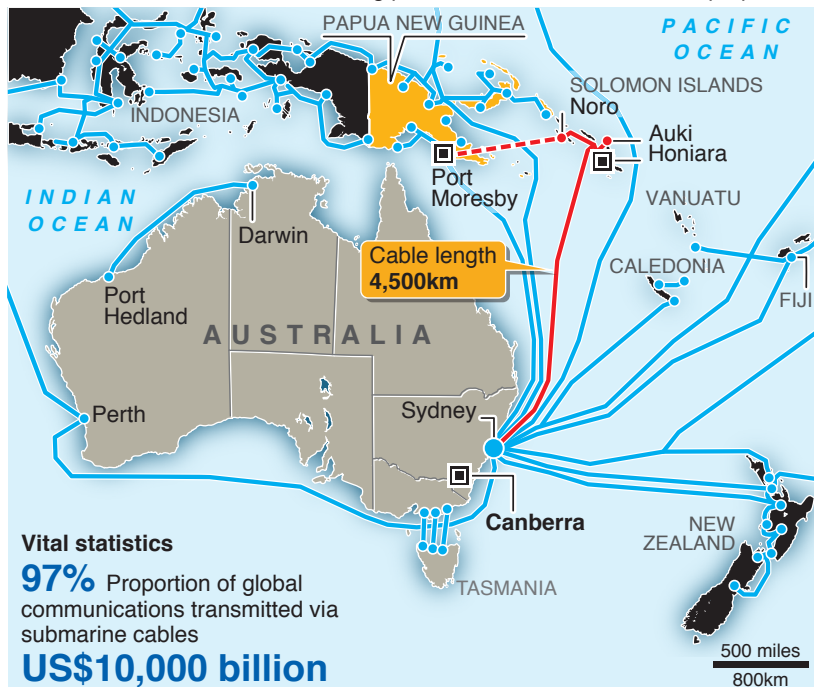 PAPUA NEW GUINEA
PACIFIC
OCEAN
SOLOMON ISLANDS
Noro
INDONESIA
Auki
Honiara
Port
Moresby
INDIAN
OCEAN
VANUATU
Darwin
Cable length
4,500km
CALEDONIA
FIJI
Port
Hedland
AUSTRALIA
Perth
Sydney
Canberra
NEW
ZEALAND
TASMANIA
Vital statistics
97% Proportion of global
communications transmitted via
submarine cables
US$10,000 billion
500 miles
800km